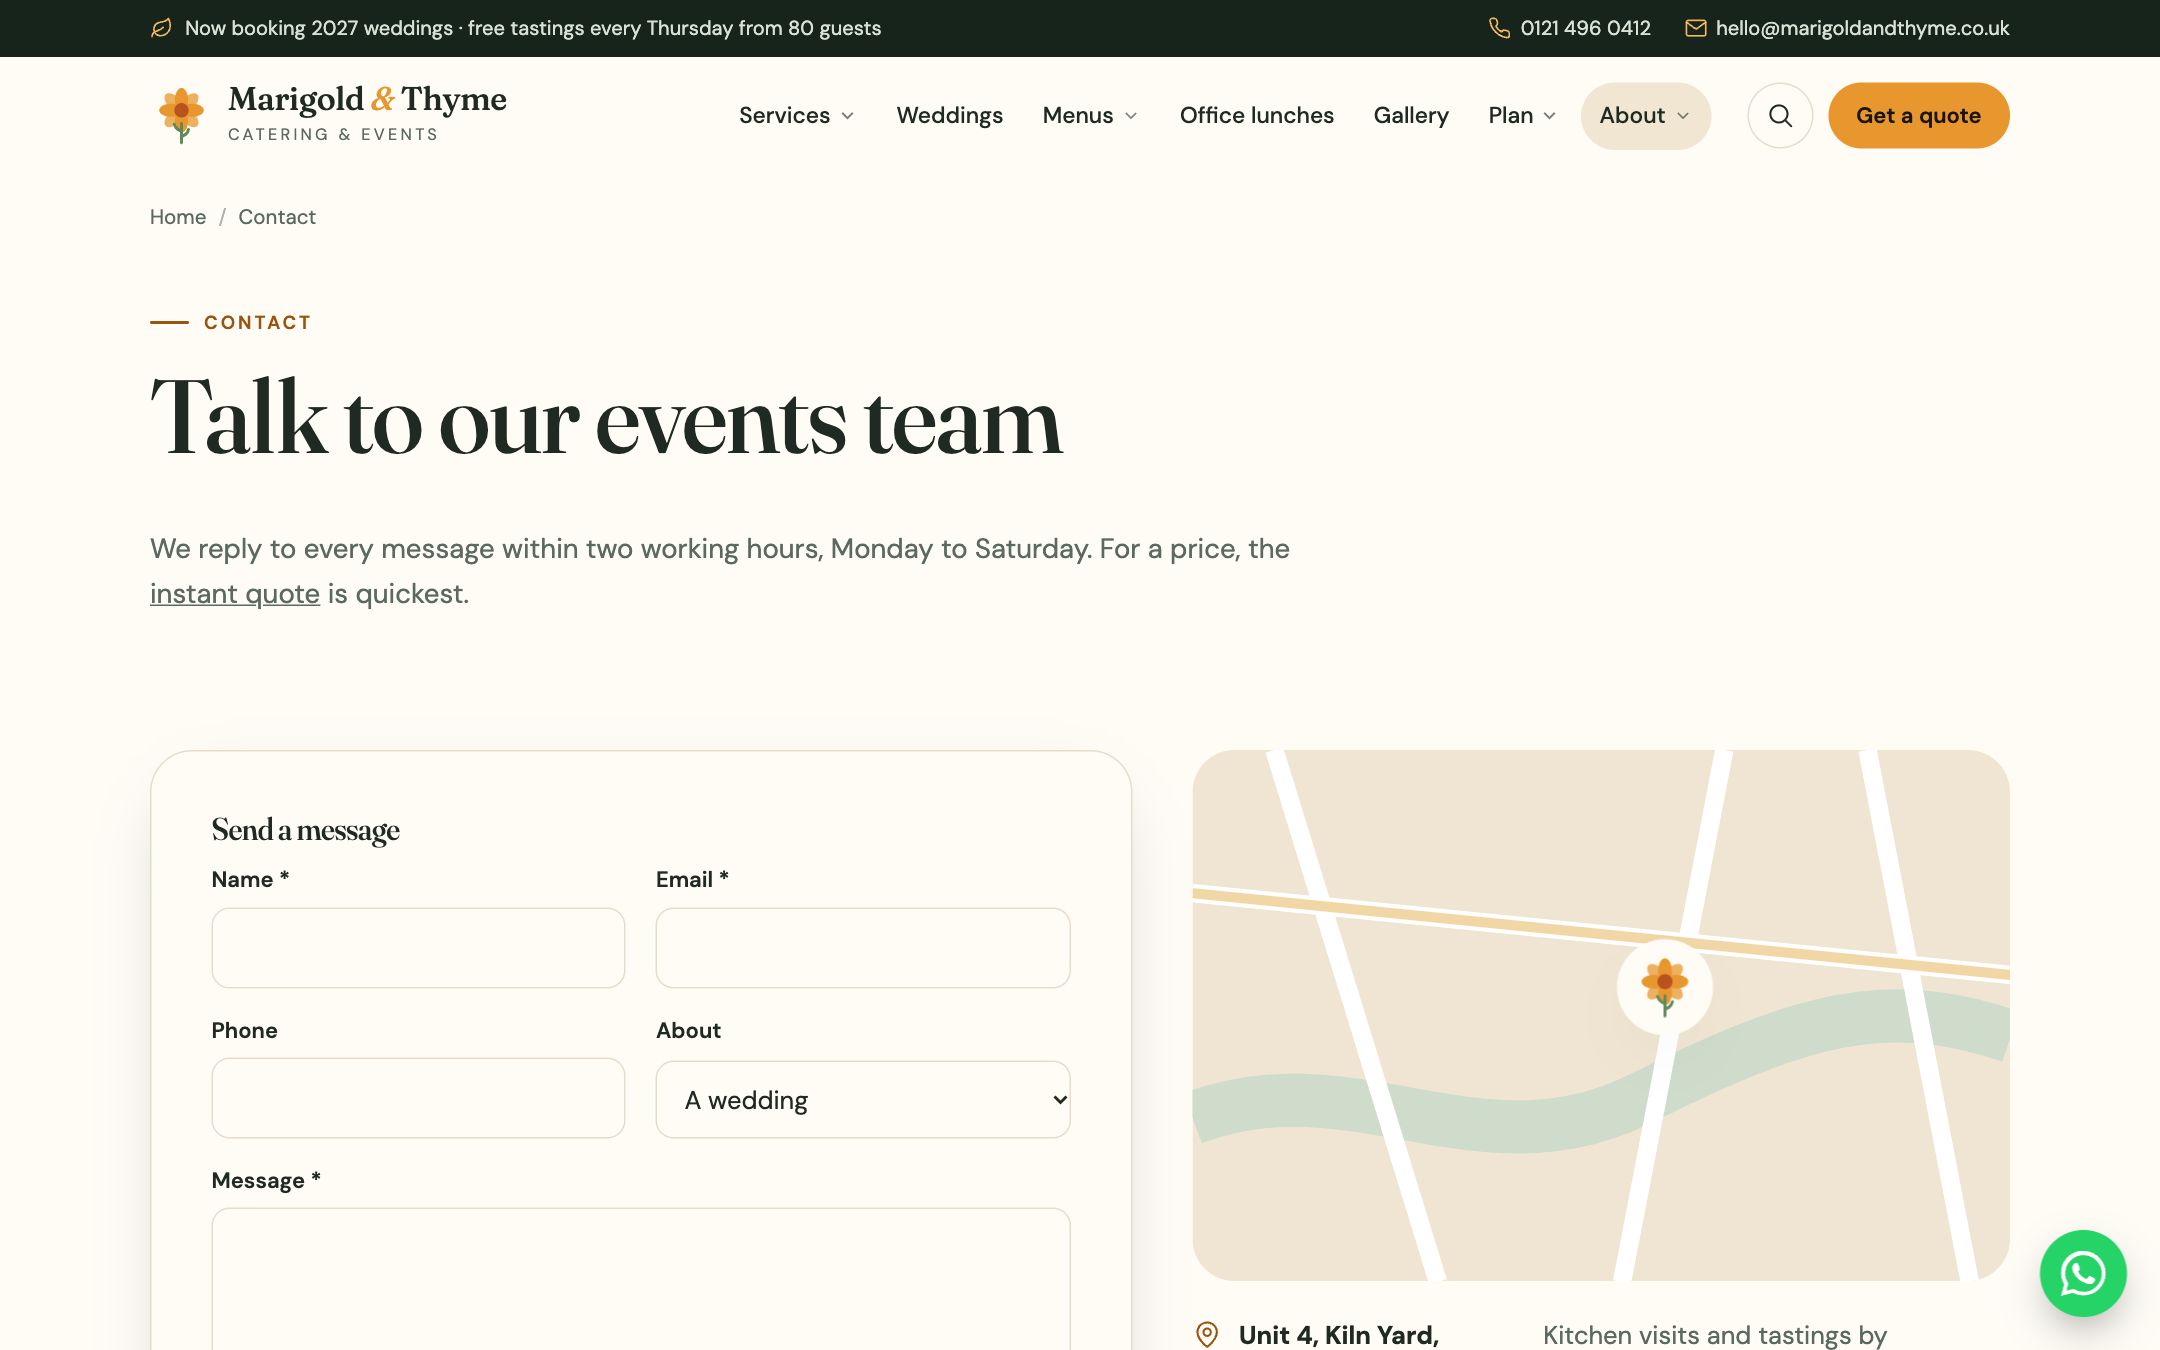 Now booking 2027 weddings · free tastings every Thursday from 80 guests
0121 496 0412
hello@marigoldandthyme.co.uk
Marigold & Thyme
CATERING & EVENTS
Services
Weddings
Menus
Office lunches
Gallery
Plan
About
Get a quote
Home / Contact
CONTACT
Talk to our events team
We reply to every message within two working hours, Monday to Saturday. For a price, the
instant quote is quickest.
Send a message
Name *
Email *
Phone
About
A wedding
Message *
Unit 4, Kiln Yard,
Kitchen visits and tastings by